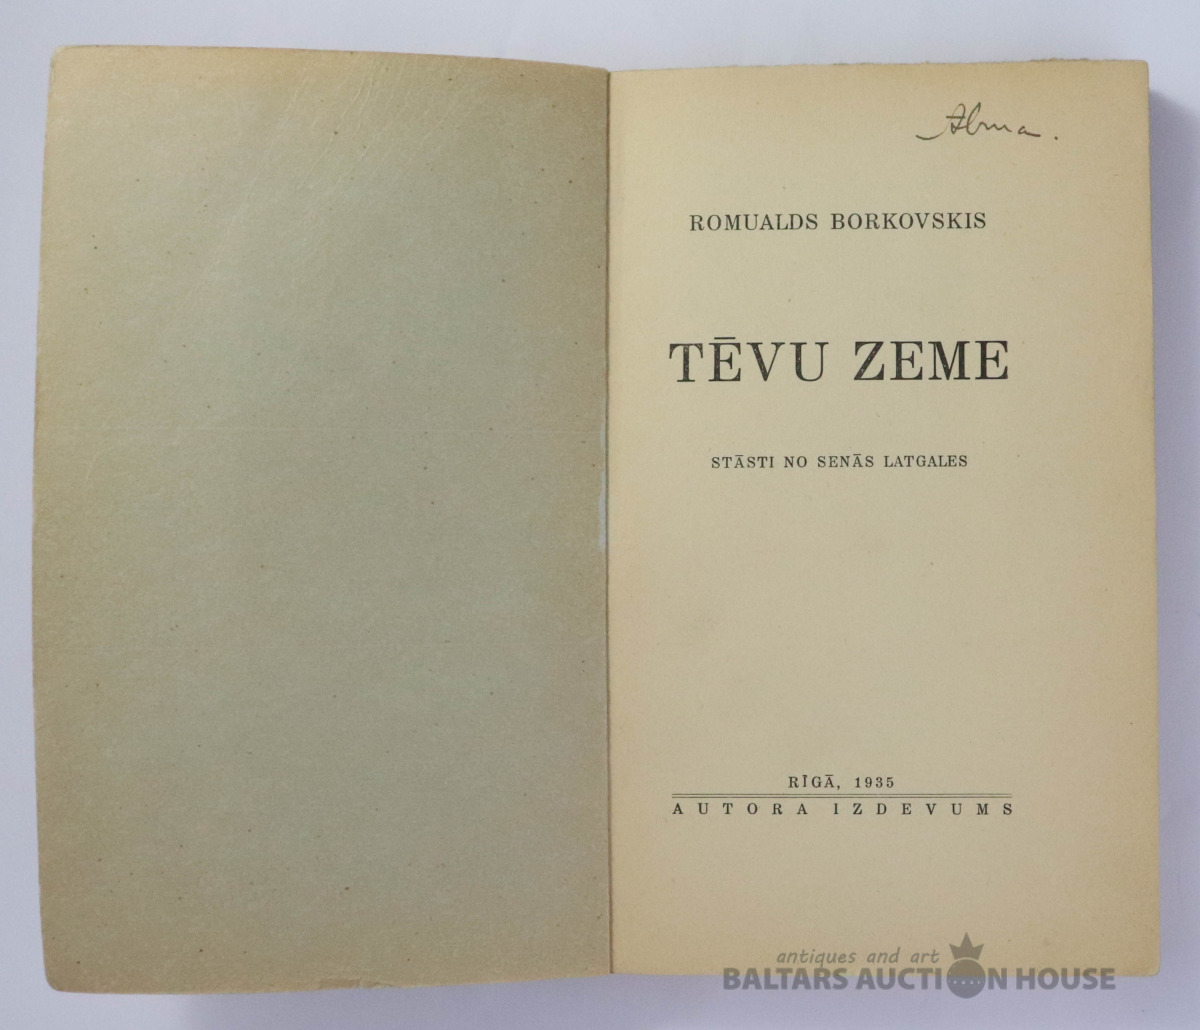 Alma.
ROMUALDS BORKOVSKIS
TĒVU ZEME
STĀSTI NO SENĀS LATGALES
RĪGĀ, 1935
AUTORA IZDEVUMS
antiques and art
BALTARS AUCTION HOUSE